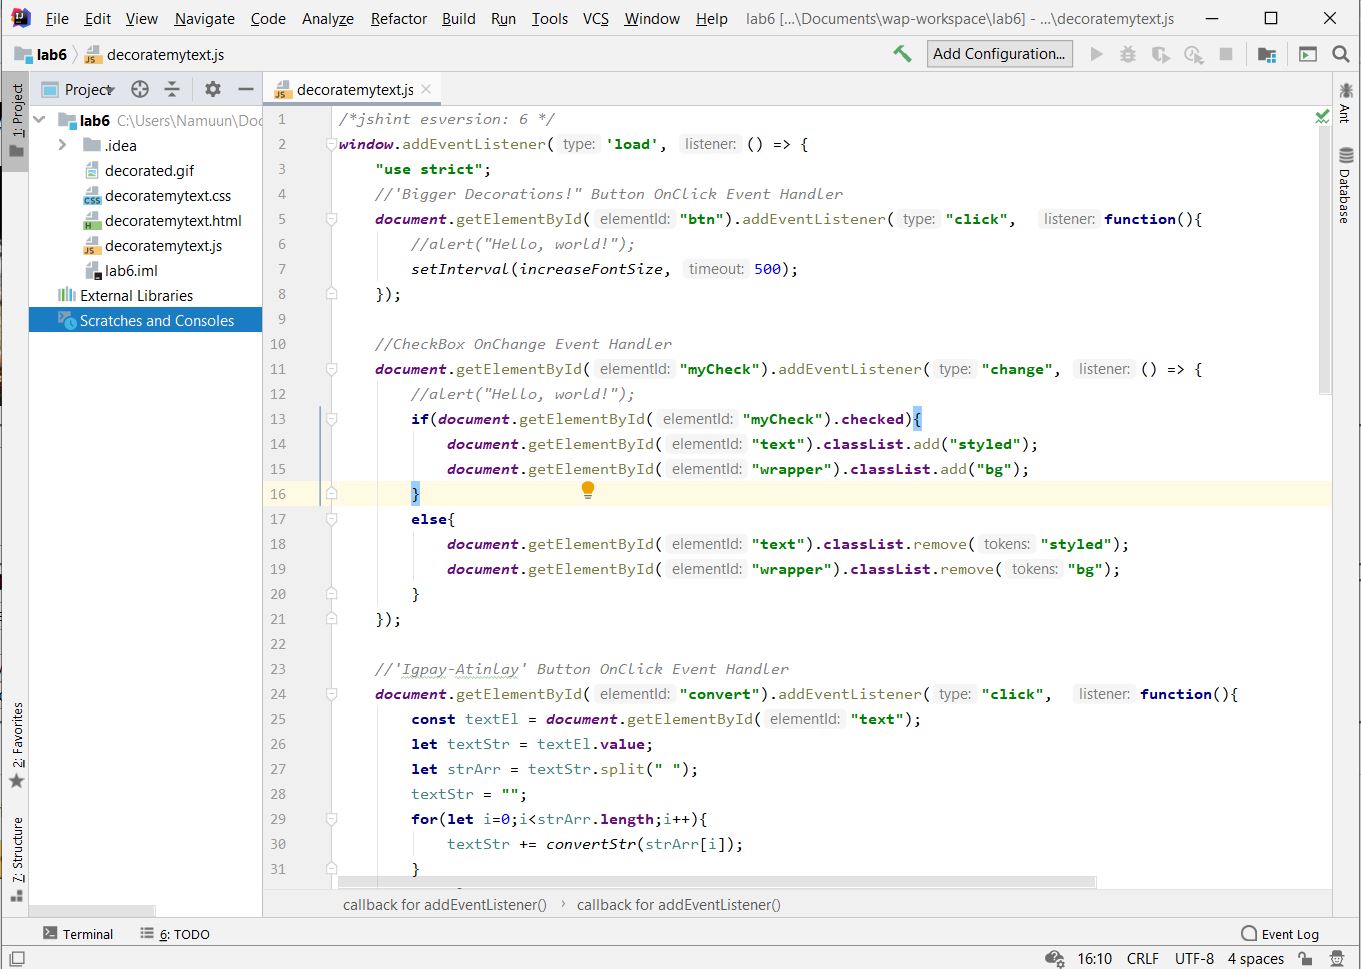 File Edit View Navigate Code Analyze Refactor Build Run Tools VCS Window Help lab6 [...\Documents\wap-workspace\lab6] - ...\decoratemytext.js
lab6 decoratemytext.js Add Configuration...
1: Project
Project
decoratemytext.js
lab6 C:\Users\Namuun\Doc
.idea
decorated.gif
decoratemytext.css
decoratemytext.html
decoratemytext.js
lab6.iml
External Libraries
Scratches and Consoles
2: Favorites
7: Structure
1 /*jshint esversion: 6 */
2 window.addEventListener( type: 'load', listener: () => {
3 "use strict";
4 //'Bigger Decorations!" Button OnClick Event Handler
5 document.getElementById( elementId: "btn").addEventListener( type: "click", listener: function(){
6 //alert("Hello, world!");
7 setInterval(increaseFontSize, timeout: 500);
8 });
9
10 //CheckBox OnChange Event Handler
11 document.getElementById( elementId: "myCheck").addEventListener( type: "change", listener: () => {
12 //alert("Hello, world!");
13 if(document.getElementById( elementId: "myCheck").checked){
14 document.getElementById( elementId: "text").classList.add("styled");
15 document.getElementById( elementId: "wrapper").classList.add("bg");
16 }
17 else{
18 document.getElementById( elementId: "text").classList.remove( tokens: "styled");
19 document.getElementById( elementId: "wrapper").classList.remove( tokens: "bg");
20 }
21 });
22
23 //'Igpay-Atinlay' Button OnClick Event Handler
24 document.getElementById( elementId: "convert").addEventListener( type: "click", listener: function(){
25 const textEl = document.getElementById( elementId: "text");
26 let textStr = textEl.value;
27 let strArr = textStr.split(" ");
28 textStr = "";
29 for(let i=0;i<strArr.length;i++){
30 textStr += convertStr(strArr[i]);
31 }
Ant
Database
callback for addEventListener() › callback for addEventListener()
Terminal 6: TODO Event Log
16:10 CRLF UTF-8 4 spaces